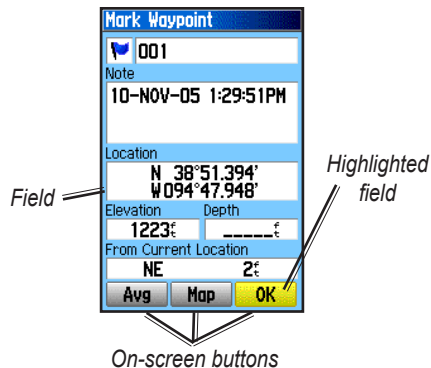 Mark Waypoint
001
Note
10-NOV-05 1:29:51PM
Location
N 38°51.394'
W094°47.948'
Elevation Depth
1223ft _____ft
From Current Location
NE 2ft
Avg Map OK
Field
Highlighted
field
On-screen buttons